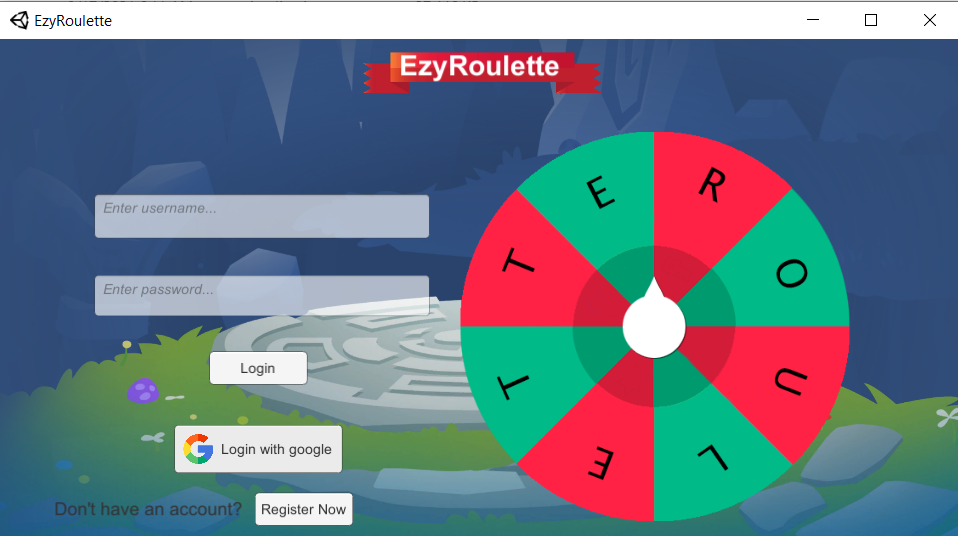 EzyRoulette
EzyRoulette
Enter username...
Enter password...
Login
Login with google
Don't have an account?
Register Now
R
O
U
L
E
T
T
E